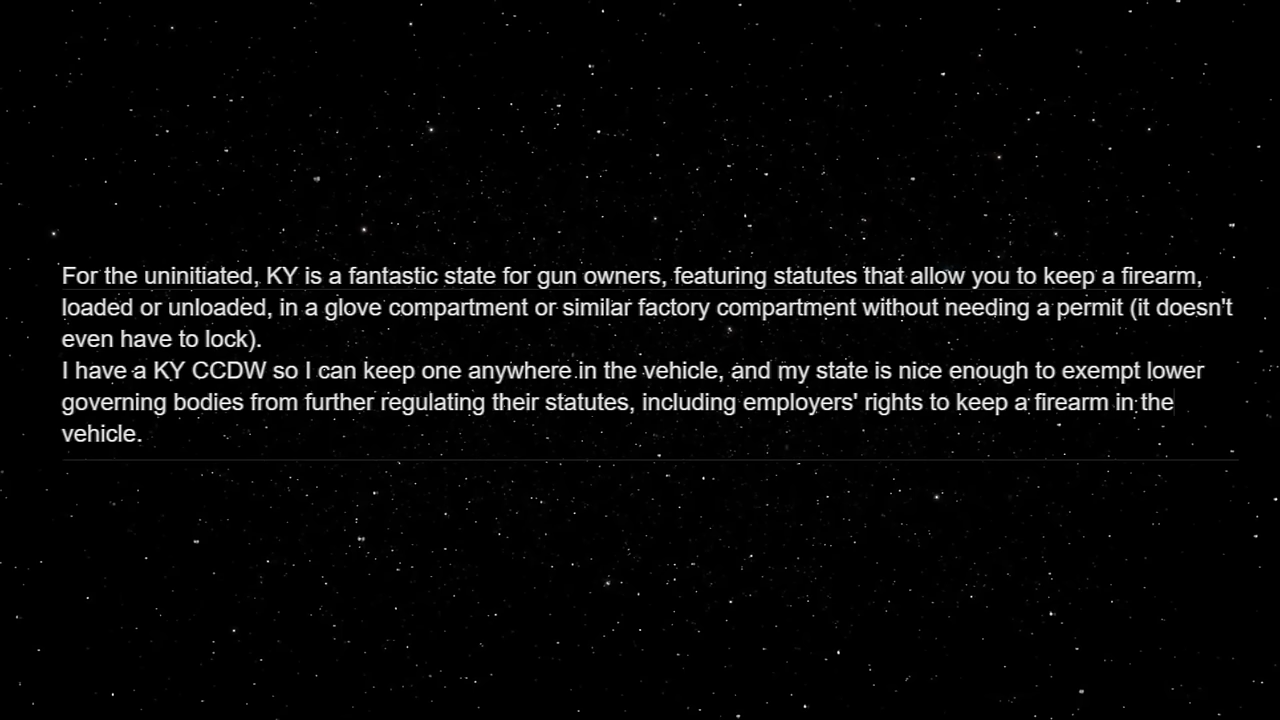 For the uninitiated, KY is a fantastic state for gun owners, featuring statutes that allow you to keep a firearm,
loaded or unloaded, in a glove compartment or similar factory compartment without needing a permit (it doesn't
even have to lock).
I have a KY CCDW so I can keep one anywhere in the vehicle, and my state is nice enough to exempt lower
governing bodies from further regulating their statutes, including employers' rights to keep a firearm in the
vehicle.